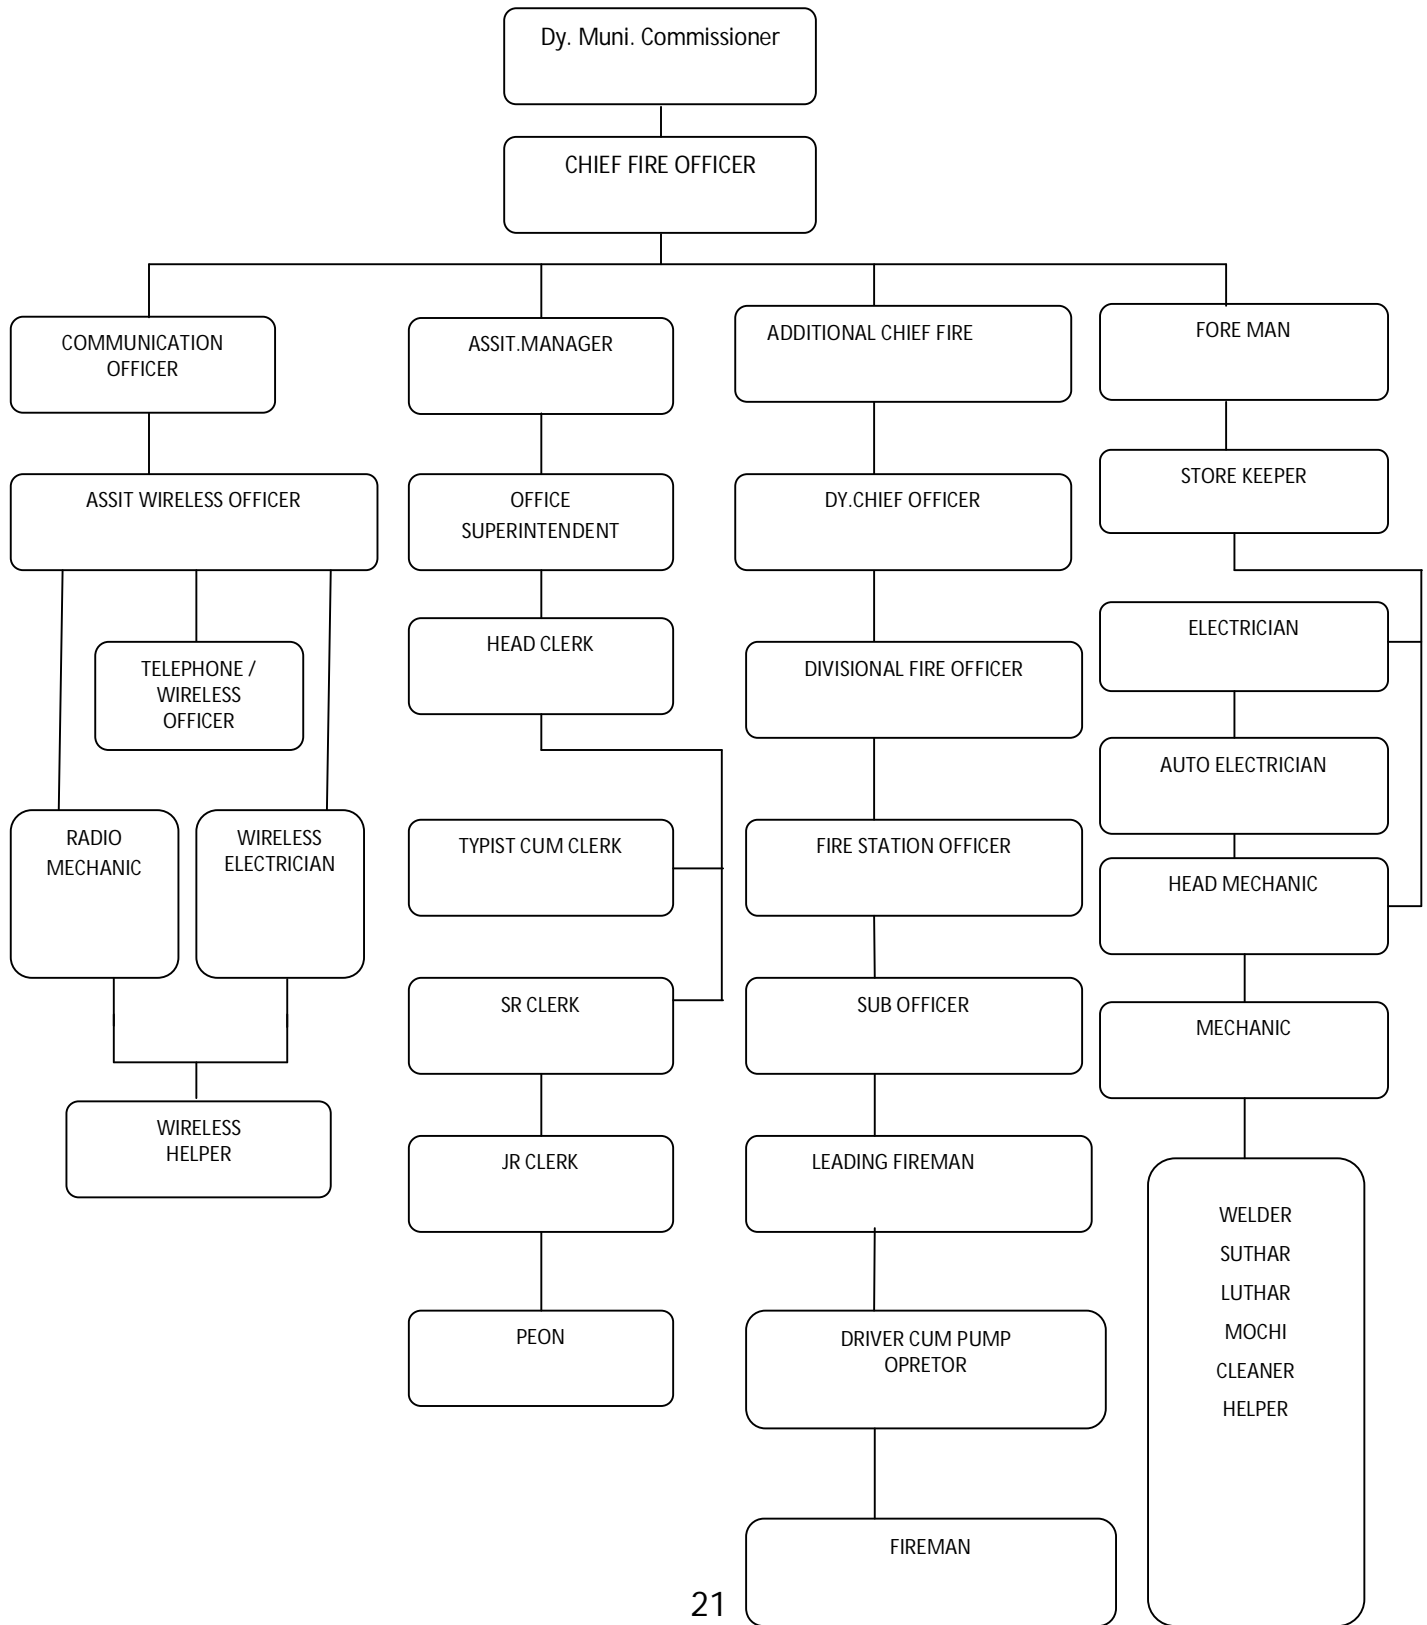 Dy. Muni. Commissioner
CHIEF FIRE OFFICER
COMMUNICATION
OFFICER
ASSIT.MANAGER
ADDITIONAL CHIEF FIRE
FORE MAN
ASSIT WIRELESS OFFICER
OFFICE
SUPERINTENDENT
DY.CHIEF OFFICER
STORE KEEPER
TELEPHONE /
WIRELESS
OFFICER
HEAD CLERK
DIVISIONAL FIRE OFFICER
ELECTRICIAN
AUTO ELECTRICIAN
RADIO
MECHANIC
WIRELESS
ELECTRICIAN
TYPIST CUM CLERK
FIRE STATION OFFICER
HEAD MECHANIC
SR CLERK
SUB OFFICER
MECHANIC
WIRELESS
HELPER
JR CLERK
LEADING FIREMAN
WELDER
SUTHAR
LUTHAR
MOCHI
CLEANER
HELPER
PEON
DRIVER CUM PUMP
OPRETOR
FIREMAN
21